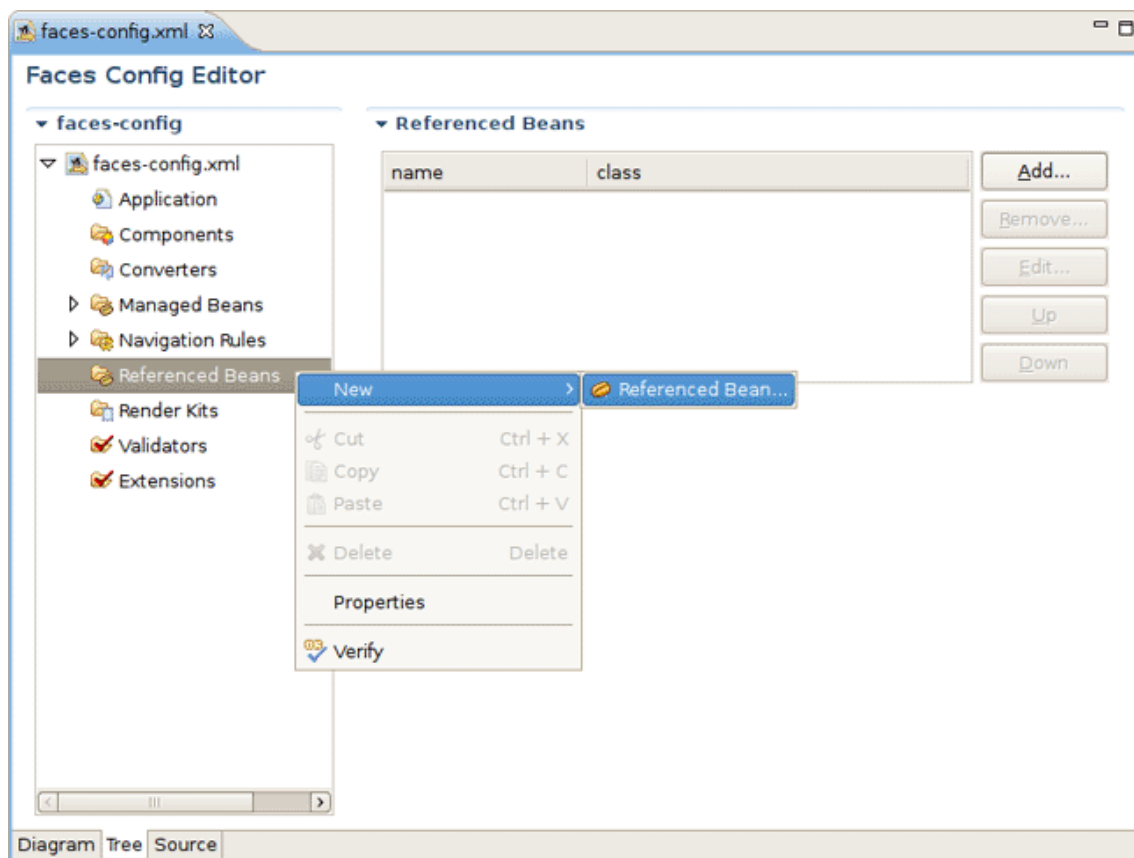 faces-config.xml
Faces Config Editor
faces-config
faces-config.xml
Application
Components
Converters
Managed Beans
Navigation Rules
Referenced Beans
Render Kits
Validators
Extensions
Referenced Beans
name class
Add...
Remove...
Edit...
Up
Down
New
Cut Ctrl + X
Copy Ctrl + C
Paste Ctrl + V
Delete Delete
Properties
Verify
Referenced Bean...
Diagram Tree Source